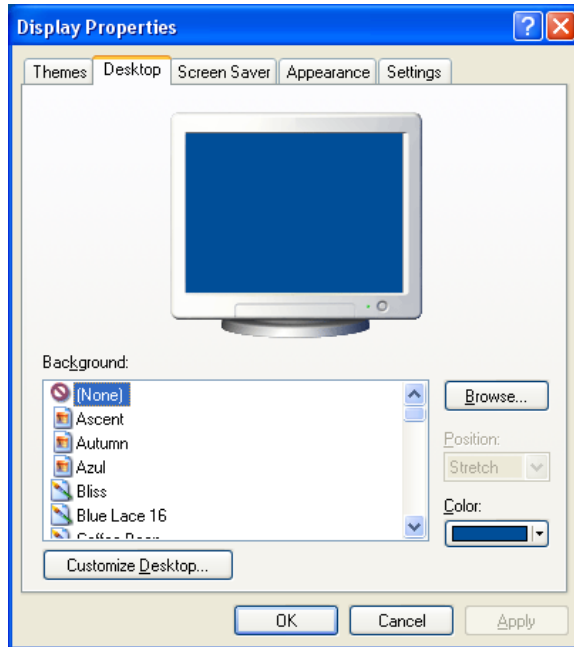 Display Properties
Themes Desktop Screen Saver Appearance Settings
Background:
(None)
Ascent
Autumn
Azul
Bliss
Blue Lace 16
Browse...
Position:
Stretch
Color:
Customize Desktop...
OK Cancel Apply